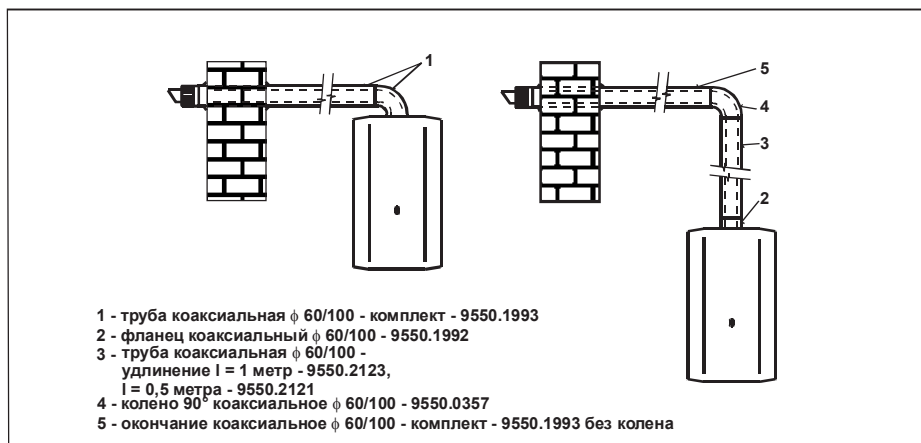 1
5
4
3
2
1 - труба коаксиальная ϕ 60/100 - комплект - 9550.1993
2 - фланец коаксиальный ϕ 60/100 - 9550.1992
3 - труба коаксиальная ϕ 60/100 -
удлинение l = 1 метр - 9550.2123,
l = 0,5 метра - 9550.2121
4 - колено 90° коаксиальное ϕ 60/100 - 9550.0357
5 - окончание коаксиальное ϕ 60/100 - комплект - 9550.1993 без колена